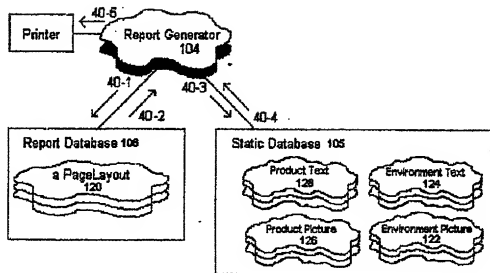 40-5
Printer
Report Generator
104
40-1
40-3
40-2
40-4
Report Database 106
a PageLayout
120
Static Database 105
Product Text
128
Environment Text
124
Product Picture
126
Environment Picture
122